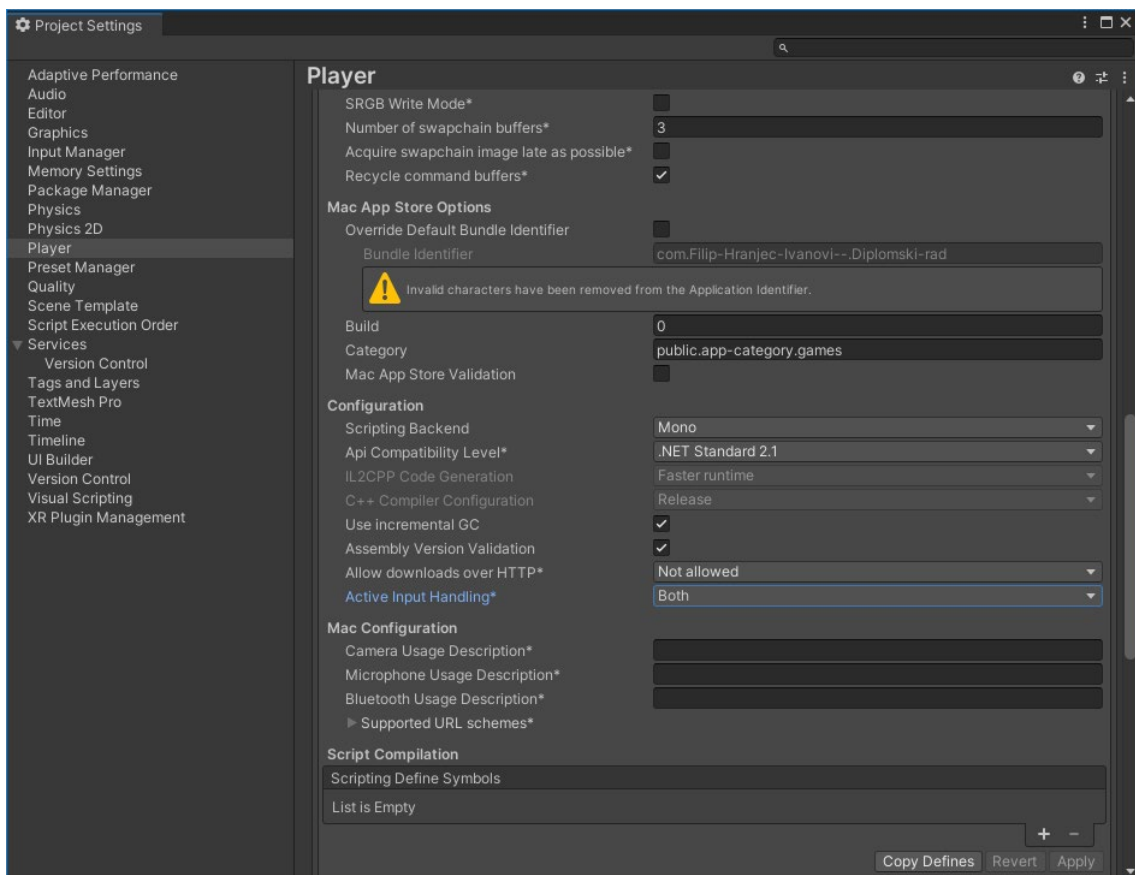 Project Settings
Adaptive Performance
Audio
Editor
Graphics
Input Manager
Memory Settings
Package Manager
Physics
Physics 2D
Player
Preset Manager
Quality
Scene Template
Script Execution Order
Services
Version Control
Tags and Layers
TextMesh Pro
Time
Timeline
UI Builder
Version Control
Visual Scripting
XR Plugin Management
Player
SRGB Write Mode*
Number of swapchain buffers* 3
Acquire swapchain image late as possible*
Recycle command buffers*
Mac App Store Options
Override Default Bundle Identifier
Bundle Identifier com.Filip-Hranjec-Ivanovi--.Diplomski-rad
Invalid characters have been removed from the Application Identifier.
Build 0
Category public.app-category.games
Mac App Store Validation
Configuration
Scripting Backend Mono
Api Compatibility Level* .NET Standard 2.1
IL2CPP Code Generation Faster runtime
C++ Compiler Configuration Release
Use incremental GC
Assembly Version Validation
Allow downloads over HTTP* Not allowed
Active Input Handling* Both
Mac Configuration
Camera Usage Description*
Microphone Usage Description*
Bluetooth Usage Description*
Supported URL schemes*
Script Compilation
Scripting Define Symbols
List is Empty
+ −
Copy Defines Revert Apply